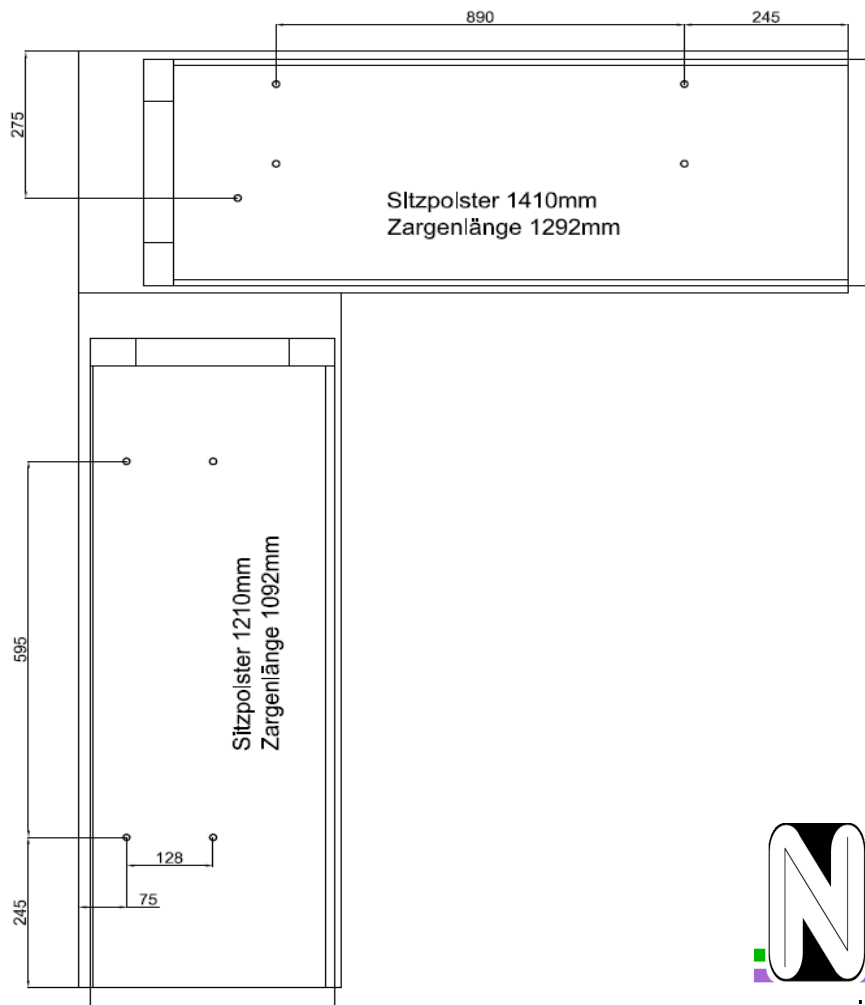 890
245
275
SItzpolster 1410mm
Zargenlänge 1292mm
595
Sitzpolster 1210mm
Zargenlänge 1092mm
128
75
245
N